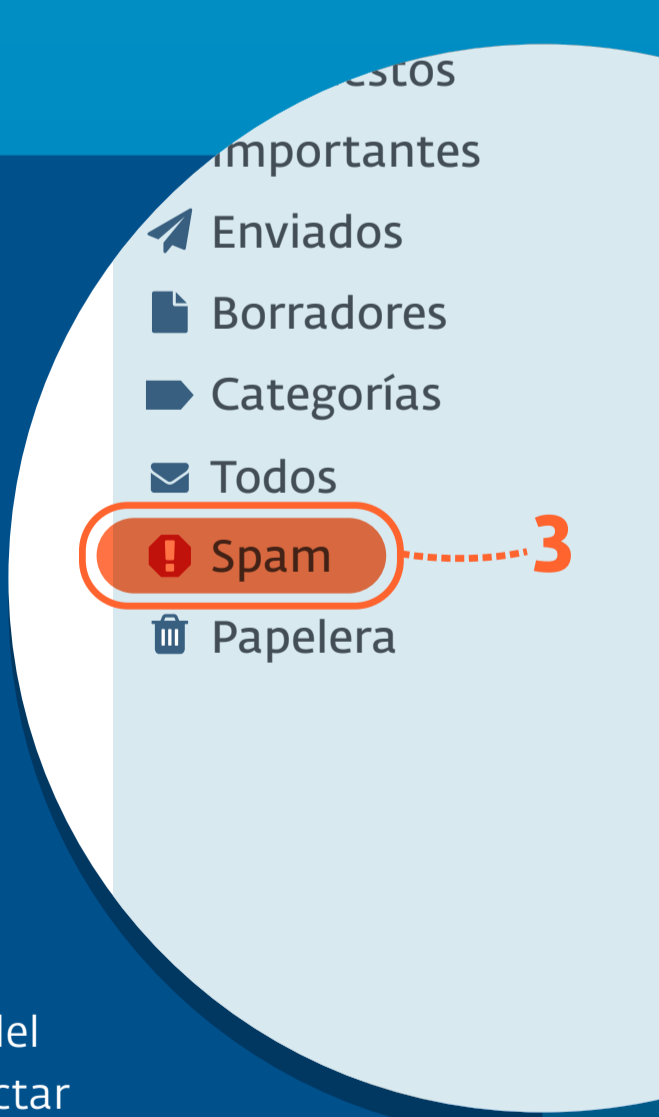 Importantes
Enviados
Borradores
Categorías
Todos
Spam
3
Papelera